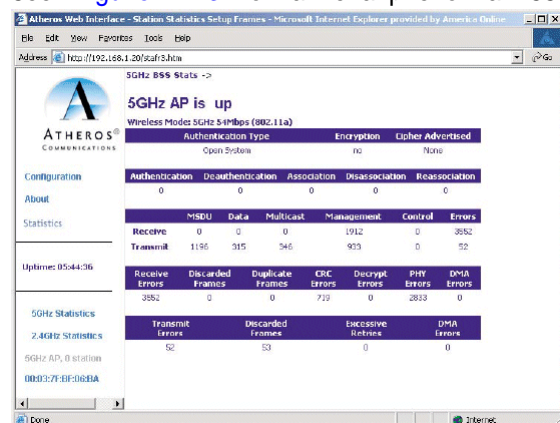 Atheros Web Interface - Station Statistics Setup Frames - Microsoft Internet Explorer provided by America Online
File Edit View Favorites Tools Help
Address http://192.168.1.20/stafr3.htm Go
ATHEROS®
COMMUNICATIONS
Configuration
About
Statistics
Uptime: 05:44:36
5GHz Statistics
2.4GHz Statistics
5GHz AP, 0 station
00:03:7F:BF:06:BA
5GHz BSS Stats ->
5GHz AP is up
Wireless Mode: 5GHz 54Mbps (802.11a)
Authentication Type Encryption Cipher Advertised
Open System no None
Authentication Deauthentication Association Disassociation Reassociation
0 0 0 0 0
MSDU Data Multicast Management Control Errors
Receive 0 0 0 1912 0 3552
Transmit 1196 315 346 933 0 52
Receive Errors Discarded Frames Duplicate Frames CRC Errors Decrypt Errors PHY Errors DMA Errors
3552 0 0 719 0 2833 0
Transmit Errors Discarded Frames Excessive Retries DMA Errors
52 53 0 0
Done Internet